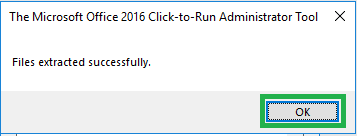 The Microsoft Office 2016 Click-to-Run Administrator Tool
Files extracted successfully.
OK